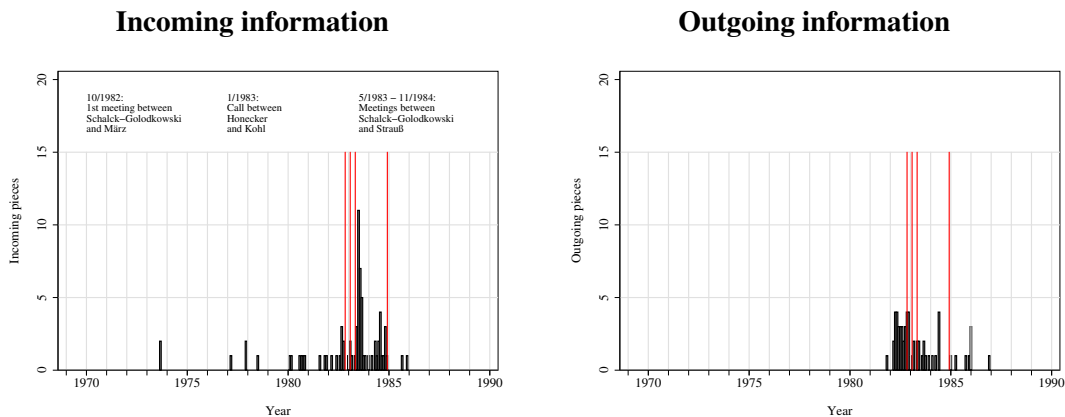 Incoming information
10/1982:
1st meeting between
Schalck−Golodkowski
and März
1/1983:
Call between
Honecker
and Kohl
5/1983 − 11/1984:
Meetings between
Schalck−Golodkowski
and Strauß
Incoming pieces
20
15
10
5
0
1970 1975 1980 1985 1990
Year
Outgoing information
Outgoing pieces
20
15
10
5
0
1970 1975 1980 1985 1990
Year